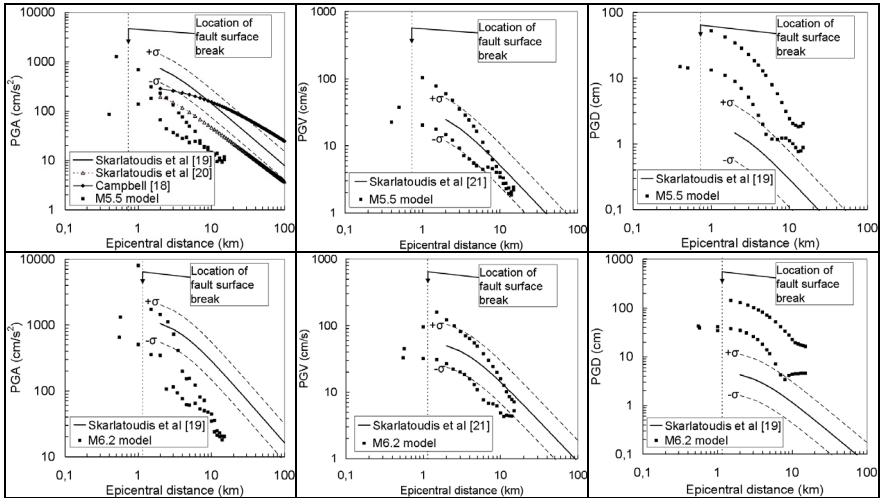 10000
1000
100
10
1
PGA (cm/s²)
+σ
-σ
Location of
fault surface
break
Skarlatoudis et al [19]
Skarlatoudis et al [20]
Campbell [18]
M5.5 model
0,1 1 10 100
Epicentral distance (km)
1000
100
10
1
PGV (cm/s)
+σ
-σ
Location of
fault surface
break
Skarlatoudis et al [21]
M5.5 model
0,1 1 10 100
Epicentral distance (km)
100
10
1
0,1
PGD (cm)
+σ
-σ
Location of
fault surface
break
Skarlatoudis et al [19]
M5.5 model
0,1 1 10 100
Epicentral distance (km)
10000
1000
100
10
PGA (cm/s²)
+σ
-σ
Location of
fault surface
break
Skarlatoudis et al [19]
M6.2 model
0,1 1 10 100
Epicentral distance (km)
1000
100
10
1
PGV (cm/s)
+σ
-σ
Location of
fault surface
break
Skarlatoudis et al [21]
M6.2 model
0,1 1 10 100
Epicentral distance (km)
1000
100
10
1
0,1
PGD (cm)
+σ
-σ
Location of
fault surface
break
Skarlatoudis et al [19]
M6.2 model
0,1 1 10 100
Epicentral distance (km)